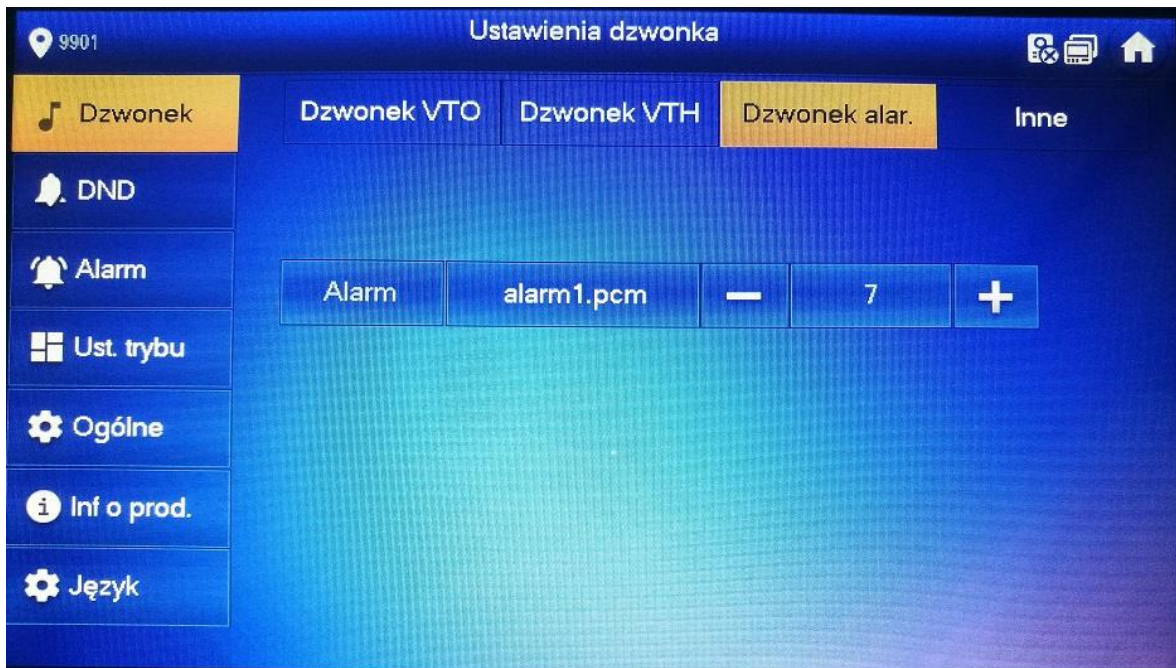 9901
Ustawienia dzwonka
Dzwonek
Dzwonek VTO
Dzwonek VTH
Dzwonek alar.
Inne
DND
Alarm
Alarm
alarm1.pcm
7
Ust. trybu
Ogólne
Inf o prod.
Język